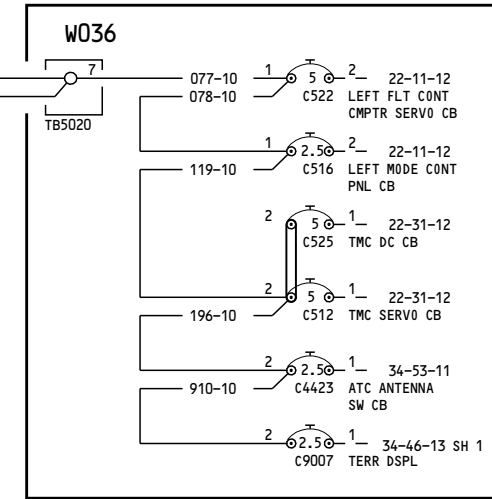 W036
7
TB5020
077-10 1 5 2 22-11-12
078-10 C522 LEFT FLT CONT
CMPTR SERVO CB
1 2.5 2 22-11-12
119-10 C516 LEFT MODE CONT
PNL CB
2 5 1 22-31-12
C525 TMC DC CB
2 5 1 22-31-12
196-10 C512 TMC SERVO CB
2 2.5 1 34-53-11
910-10 C4423 ATC ANTENNA
SW CB
2 2.5 1 34-46-13 SH 1
C9007 TERR DSPL